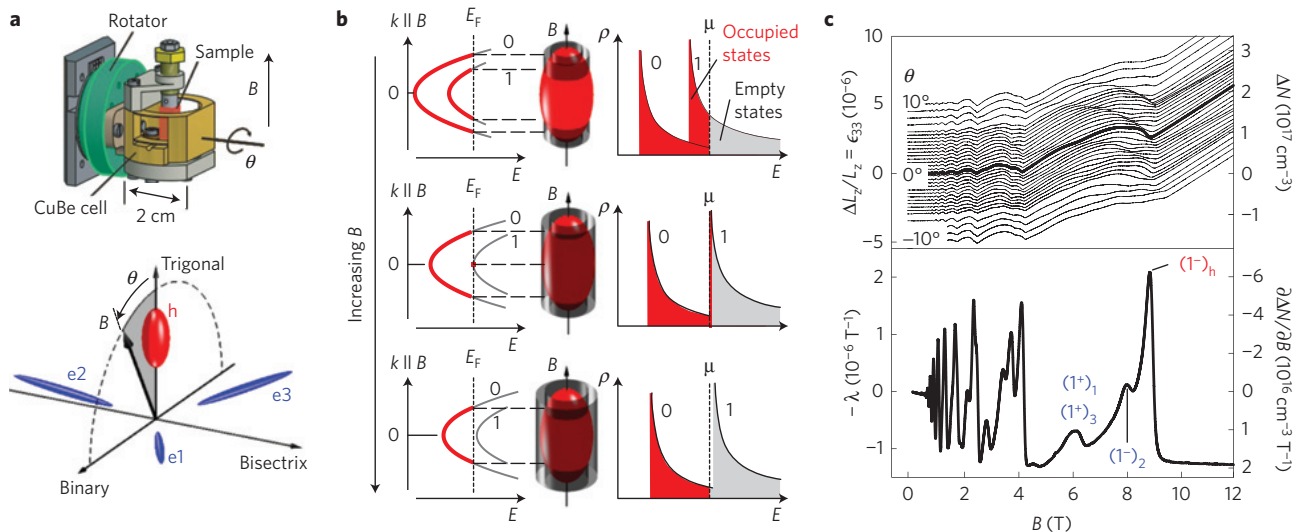 a
Rotator
Sample
B
θ
CuBe cell
2 cm
Trigonal
θ
h
B
e2
e3
e1
Bisectrix
Binary
b
Increasing B
k || B
E_F
0
1
0
E
B
ρ
μ
0
1
Occupied states
Empty states
E
k || B
E_F
0
1
0
E
B
ρ
μ
0
1
E
k || B
E_F
0
1
0
E
B
ρ
μ
0
1
E
c
10
5
0
−5
ΔL_z/L_z = ϵ_33 (10⁻⁶)
θ
10°
0°
−10°
3
2
1
0
−1
ΔN (10¹⁷ cm⁻³)
2
1
0
−1
− λ (10⁻⁶ T⁻¹)
(1⁻)_h
(1⁺)_1
(1⁺)_3
(1⁻)_2
−6
−4
−2
0
1
2
∂ΔN/∂B (10¹⁶ cm⁻³ T⁻¹)
0
2
4
6
8
10
12
B (T)